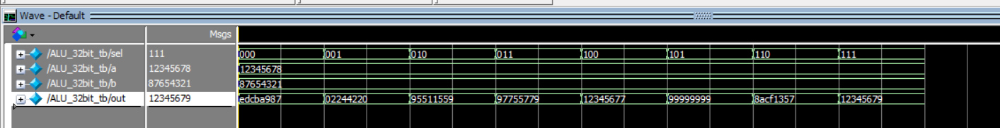 Wave - Default
Msgs
/ALU_32bit_tb/sel 111 000 001 010 011 100 101 110 111
/ALU_32bit_tb/a 12345678 12345678
/ALU_32bit_tb/b 87654321 87654321
/ALU_32bit_tb/out 12345679 edcba987 02244220 95511559 97755779 12345677 99999999 8acf1357 12345679